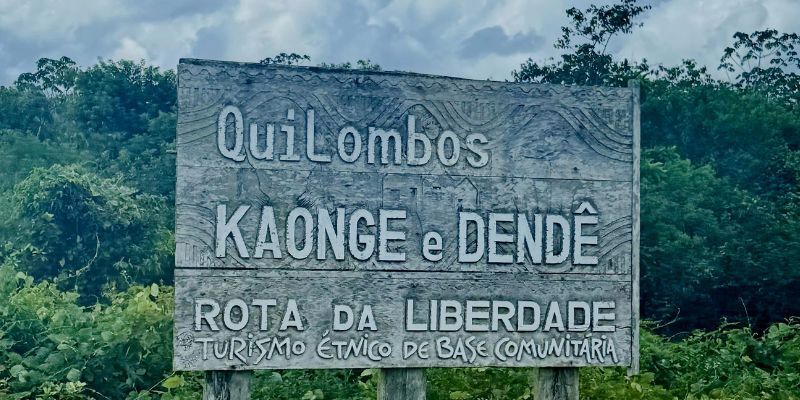 QuiLombos
KAONGE e DENDÊ
ROTA DA LIBERDADE
TURISMO ÉTNICO DE BASE COMUNITÁRIA